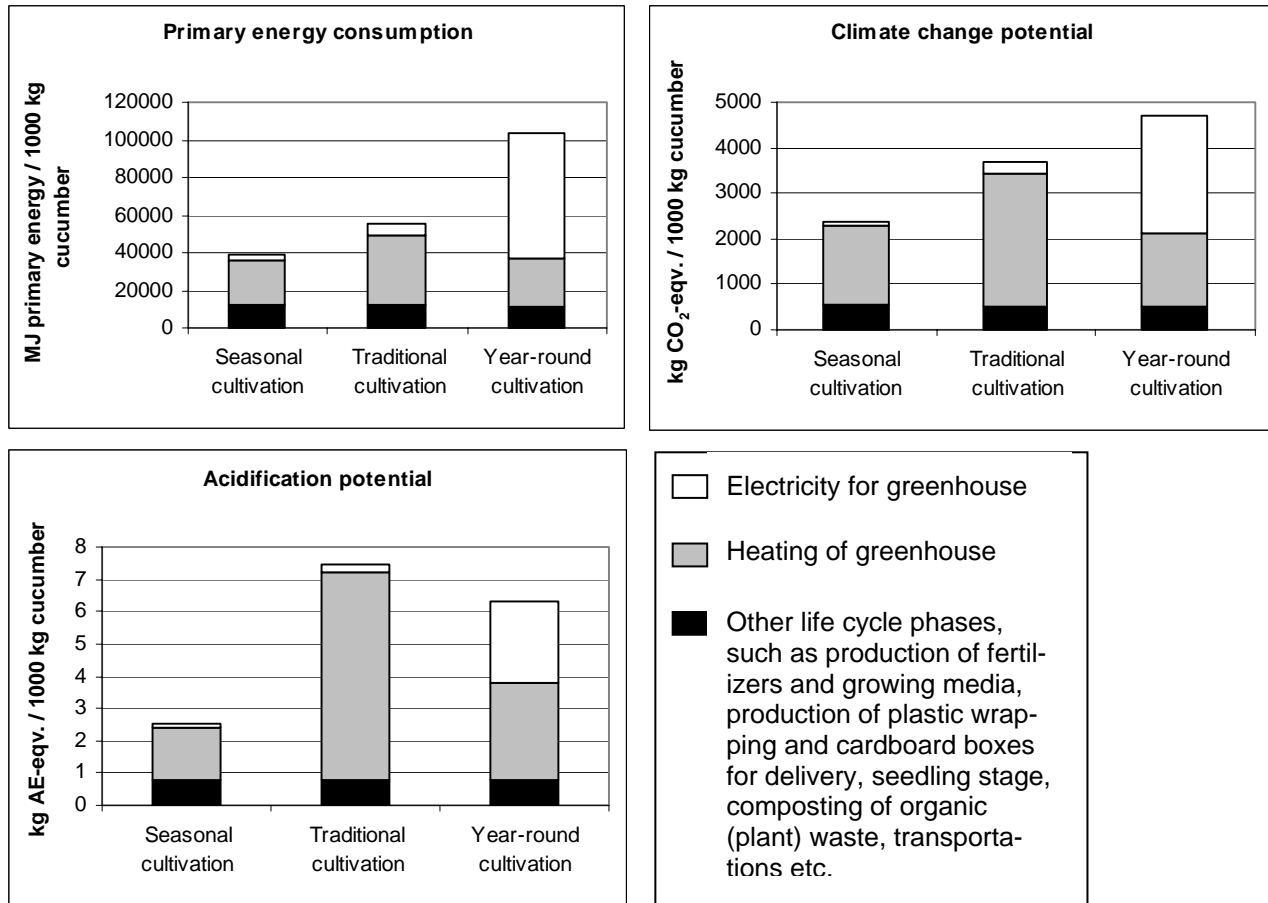 Primary energy consumption
MJ primary energy / 1000 kg
cucumber
120000
100000
80000
60000
40000
20000
0
Seasonal
cultivation
Traditional
cultivation
Year-round
cultivation
Climate change potential
kg CO₂-eqv. / 1000 kg cucumber
5000
4000
3000
2000
1000
0
Seasonal
cultivation
Traditional
cultivation
Year-round
cultivation
Acidification potential
kg AE-eqv. / 1000 kg cucumber
8
7
6
5
4
3
2
1
0
Seasonal
cultivation
Traditional
cultivation
Year-round
cultivation
Electricity for greenhouse
Heating of greenhouse
Other life cycle phases,
such as production of fertil-
izers and growing media,
production of plastic wrap-
ping and cardboard boxes
for delivery, seedling stage,
composting of organic
(plant) waste, transporta-
tions etc.